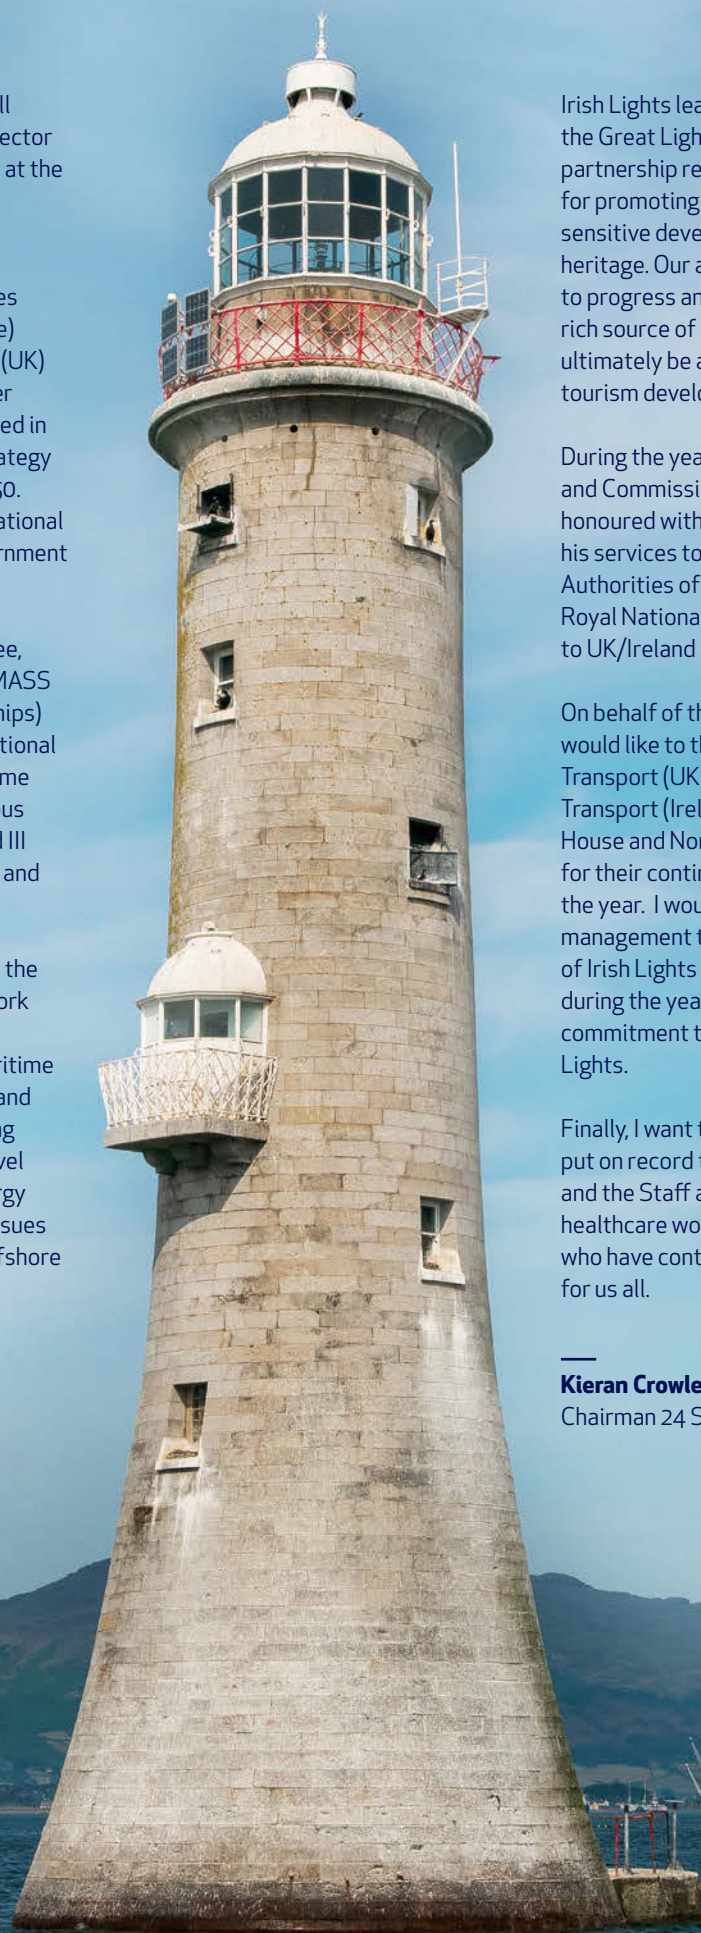 ll
ector
at the
es
e)
(UK)
er
ed in
ategy
50.
ational
ernment
ee,
MASS
hips)
tional
me
ous
d III
and
the
ork
ritime
and
ng
vel
rgy
sues
fshore
Irish Lights lea
the Great Ligh
partnership re
for promoting
sensitive deve
heritage. Our a
to progress an
rich source of
ultimately be a
tourism develo
During the yea
and Commissi
honoured with
his services to
Authorities of
Royal Nationa
to UK/Ireland
On behalf of th
would like to th
Transport (UK
Transport (Irel
House and Nor
for their contin
the year. I wou
management t
of Irish Lights
during the yea
commitment t
Lights.
Finally, I want t
put on record t
and the Staff a
healthcare wo
who have cont
for us all.
Kieran Crowle
Chairman 24 S